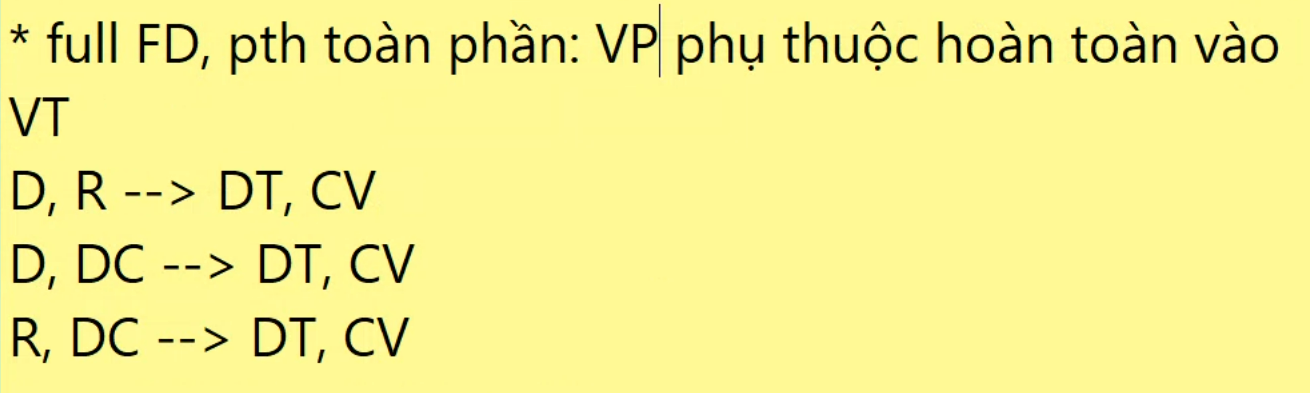 * full FD, pth toàn phần: VP phụ thuộc hoàn toàn vào
VT
D, R --> DT, CV
D, DC --> DT, CV
R, DC --> DT, CV